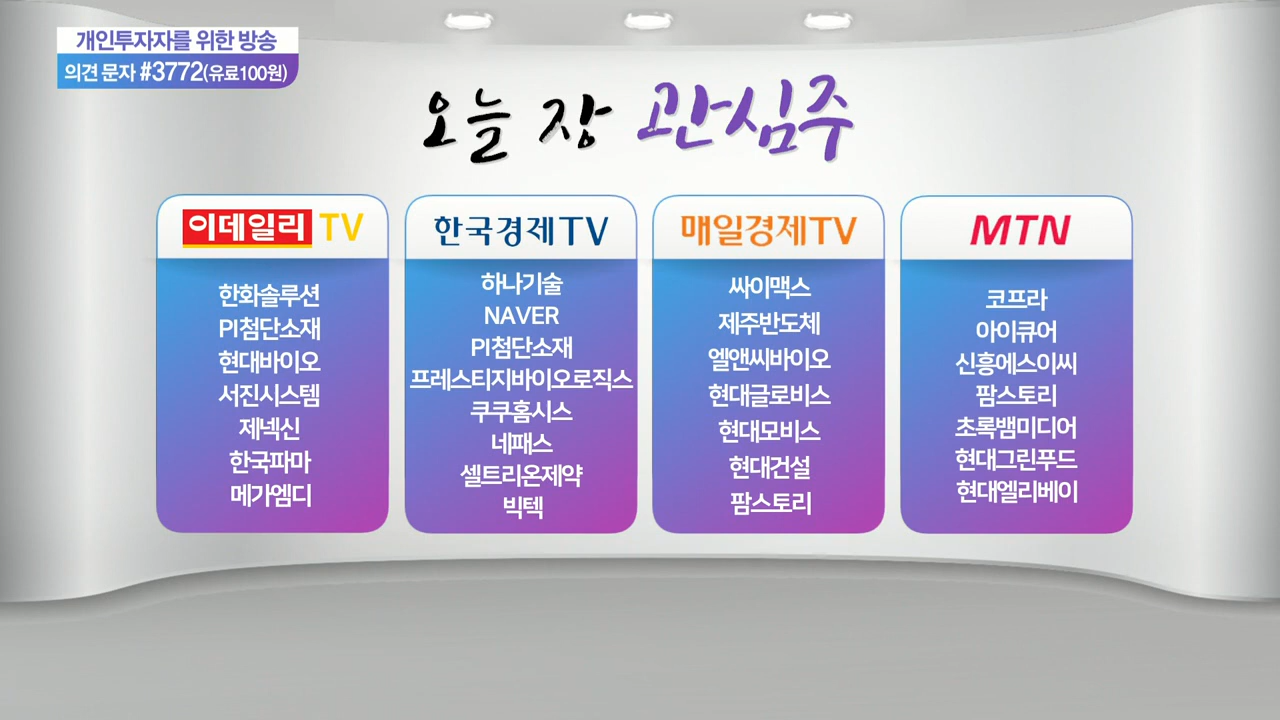 개인투자자를 위한 방송
의견 문자 #3772(유료100원)
오늘 장 관심주
이데일리 TV
한화솔루션
PI첨단소재
현대바이오
서진시스템
제넥신
한국파마
메가엠디
한국경제TV
하나기술
NAVER
PI첨단소재
프레스티지바이오로직스
쿠쿠홈시스
네패스
셀트리온제약
빅텍
매일경제TV
싸이맥스
제주반도체
엘앤씨바이오
현대글로비스
현대모비스
현대건설
팜스토리
MTN
코프라
아이큐어
신흥에스이씨
팜스토리
초록뱀미디어
현대그린푸드
현대엘리베이